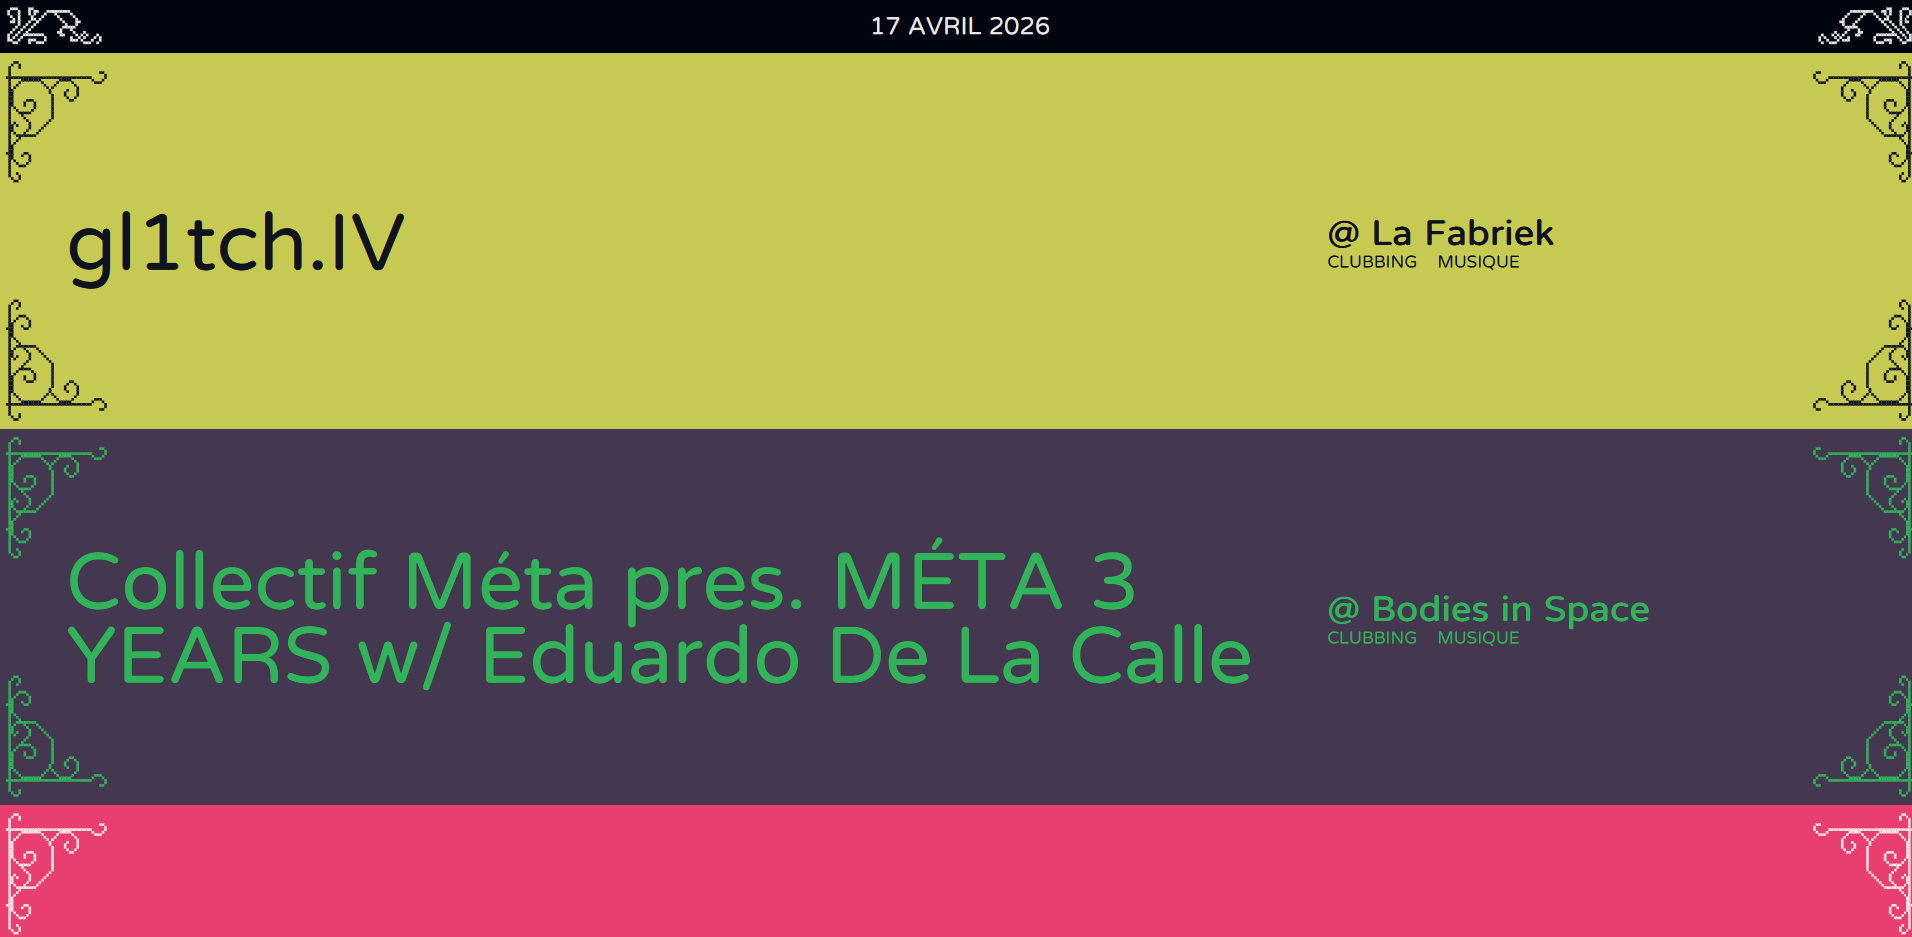 17 AVRIL 2026
gl1tch.IV
@ La Fabriek
CLUBBING MUSIQUE
Collectif Méta pres. MÉTA 3
YEARS w/ Eduardo De La Calle
@ Bodies in Space
CLUBBING MUSIQUE